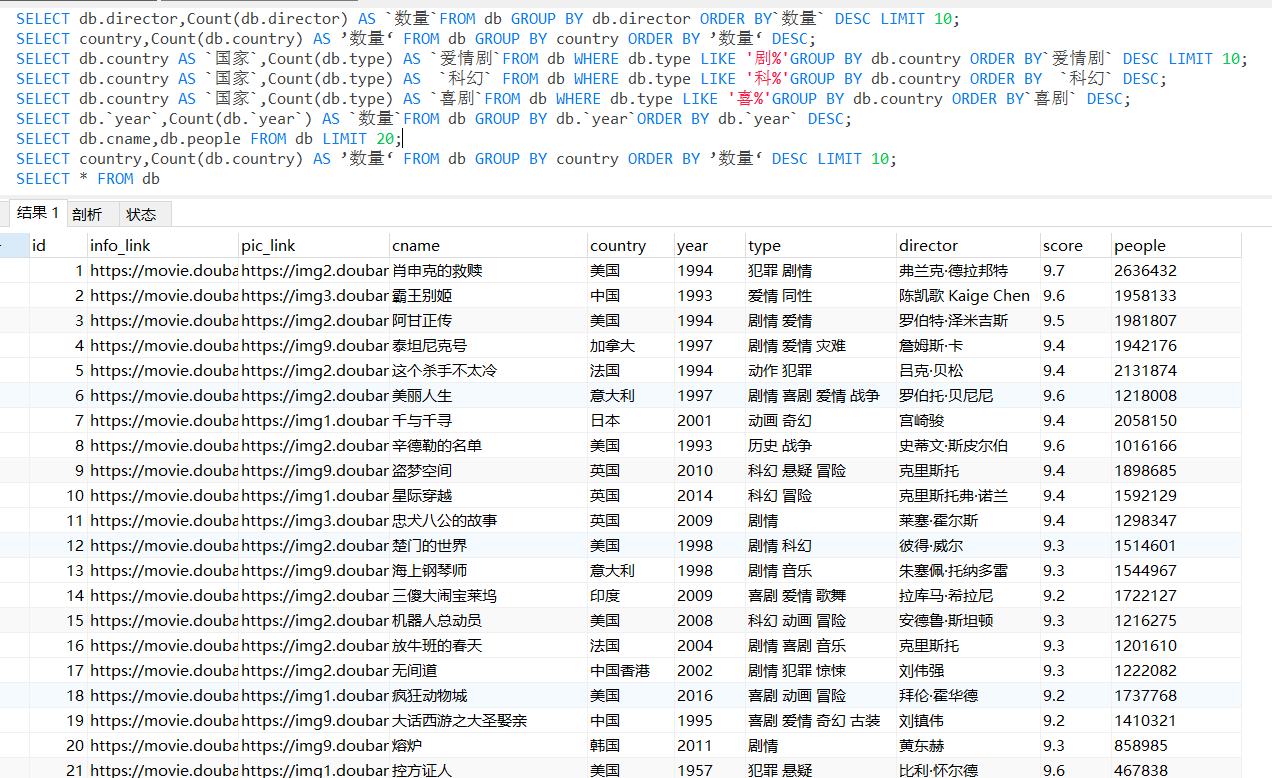 SELECT db.director,Count(db.director) AS `数量`FROM db GROUP BY db.director ORDER BY`数量` DESC LIMIT 10;
SELECT country,Count(db.country) AS ’数量‘ FROM db GROUP BY country ORDER BY ’数量‘ DESC;
SELECT db.country AS `国家`,Count(db.type) AS `爱情剧`FROM db WHERE db.type LIKE '剧%'GROUP BY db.country ORDER BY`爱情剧` DESC LIMIT 10;
SELECT db.country AS `国家`,Count(db.type) AS  `科幻` FROM db WHERE db.type LIKE '科%'GROUP BY db.country ORDER BY  `科幻` DESC;
SELECT db.country AS `国家`,Count(db.type) AS `喜剧`FROM db WHERE db.type LIKE '喜%'GROUP BY db.country ORDER BY`喜剧` DESC;
SELECT db.`year`,Count(db.`year`) AS `数量`FROM db GROUP BY db.`year`ORDER BY db.`year` DESC;
SELECT db.cname,db.people FROM db LIMIT 20;
SELECT country,Count(db.country) AS ’数量‘ FROM db GROUP BY country ORDER BY ’数量‘ DESC LIMIT 10;
SELECT * FROM db
结果 1 剖析 状态
id info_link pic_link cname country year type director score people
1 https://movie.douba https://img2.douban 肖申克的救赎 美国 1994 犯罪 剧情 弗兰克·德拉邦特 9.7 2636432
2 https://movie.douba https://img3.douban 霸王别姬 中国 1993 爱情 同性 陈凯歌 Kaige Chen 9.6 1958133
3 https://movie.douba https://img2.douban 阿甘正传 美国 1994 剧情 爱情 罗伯特·泽米吉斯 9.5 1981807
4 https://movie.douba https://img9.douban 泰坦尼克号 加拿大 1997 剧情 爱情 灾难 詹姆斯·卡 9.4 1942176
5 https://movie.douba https://img2.douban 这个杀手不太冷 法国 1994 动作 犯罪 吕克·贝松 9.4 2131874
6 https://movie.douba https://img2.douban 美丽人生 意大利 1997 剧情 喜剧 爱情 战争 罗伯托·贝尼尼 9.6 1218008
7 https://movie.douba https://img1.douban 千与千寻 日本 2001 动画 奇幻 宫崎骏 9.4 2058150
8 https://movie.douba https://img2.douban 辛德勒的名单 美国 1993 历史 战争 史蒂文·斯皮尔伯 9.6 1016166
9 https://movie.douba https://img9.douban 盗梦空间 英国 2010 科幻 悬疑 冒险 克里斯托 9.4 1898685
10 https://movie.douba https://img1.douban 星际穿越 英国 2014 科幻 冒险 克里斯托弗·诺兰 9.4 1592129
11 https://movie.douba https://img3.douban 忠犬八公的故事 英国 2009 剧情 莱塞·霍尔斯 9.4 1298347
12 https://movie.douba https://img2.douban 楚门的世界 美国 1998 剧情 科幻 彼得·威尔 9.3 1514601
13 https://movie.douba https://img9.douban 海上钢琴师 意大利 1998 剧情 音乐 朱塞佩·托纳多雷 9.3 1544967
14 https://movie.douba https://img2.douban 三傻大闹宝莱坞 印度 2009 喜剧 爱情 歌舞 拉库马·希拉尼 9.2 1722127
15 https://movie.douba https://img2.douban 机器人总动员 美国 2008 科幻 动画 冒险 安德鲁·斯坦顿 9.3 1216275
16 https://movie.douba https://img2.douban 放牛班的春天 法国 2004 剧情 喜剧 音乐 克里斯托 9.3 1201610
17 https://movie.douba https://img2.douban 无间道 中国香港 2002 剧情 犯罪 惊悚 刘伟强 9.3 1222082
18 https://movie.douba https://img1.douban 疯狂动物城 美国 2016 喜剧 动画 冒险 拜伦·霍华德 9.2 1737768
19 https://movie.douba https://img9.douban 大话西游之大圣娶亲 中国 1995 喜剧 爱情 奇幻 古装 刘镇伟 9.2 1410321
20 https://movie.douba https://img9.douban 熔炉 韩国 2011 剧情 黄东赫 9.3 858985
21 https://movie.douba https://img1.douban 控方证人 美国 1957 犯罪 悬疑 比利·怀尔德 9.6 467838